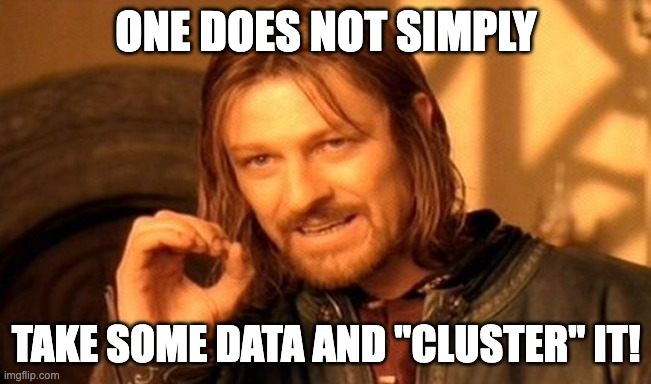 ONE DOES NOT SIMPLY
TAKE SOME DATA AND "CLUSTER" IT!
imgflip.com